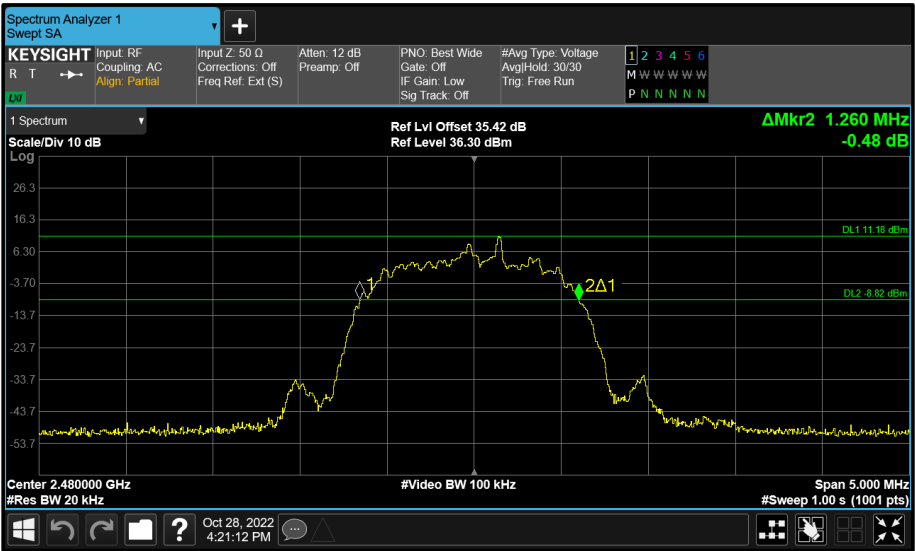 Spectrum Analyzer 1
Swept SA
+
KEYSIGHT
R T
LXI
Input: RF
Coupling: AC
Align: Partial
Input Z: 50 Ω
Corrections: Off
Freq Ref: Ext (S)
Atten: 12 dB
Preamp: Off
PNO: Best Wide
Gate: Off
IF Gain: Low
Sig Track: Off
#Avg Type: Voltage
Avg|Hold: 30/30
Trig: Free Run
1 2 3 4 5 6
M W W W W W
P N N N N N
1 Spectrum
Scale/Div 10 dB
Log
Ref Lvl Offset 35.42 dB
Ref Level 36.30 dBm
ΔMkr2 1.260 MHz
-0.48 dB
26.3
16.3
DL1 11.18 dBm
6.30
-3.70
1
2Δ1
DL2 -8.82 dBm
-13.7
-23.7
-33.7
-43.7
-53.7
Center 2.480000 GHz
#Video BW 100 kHz
Span 5.000 MHz
#Res BW 20 kHz
#Sweep 1.00 s (1001 pts)
?
Oct 28, 2022
4:21:12 PM